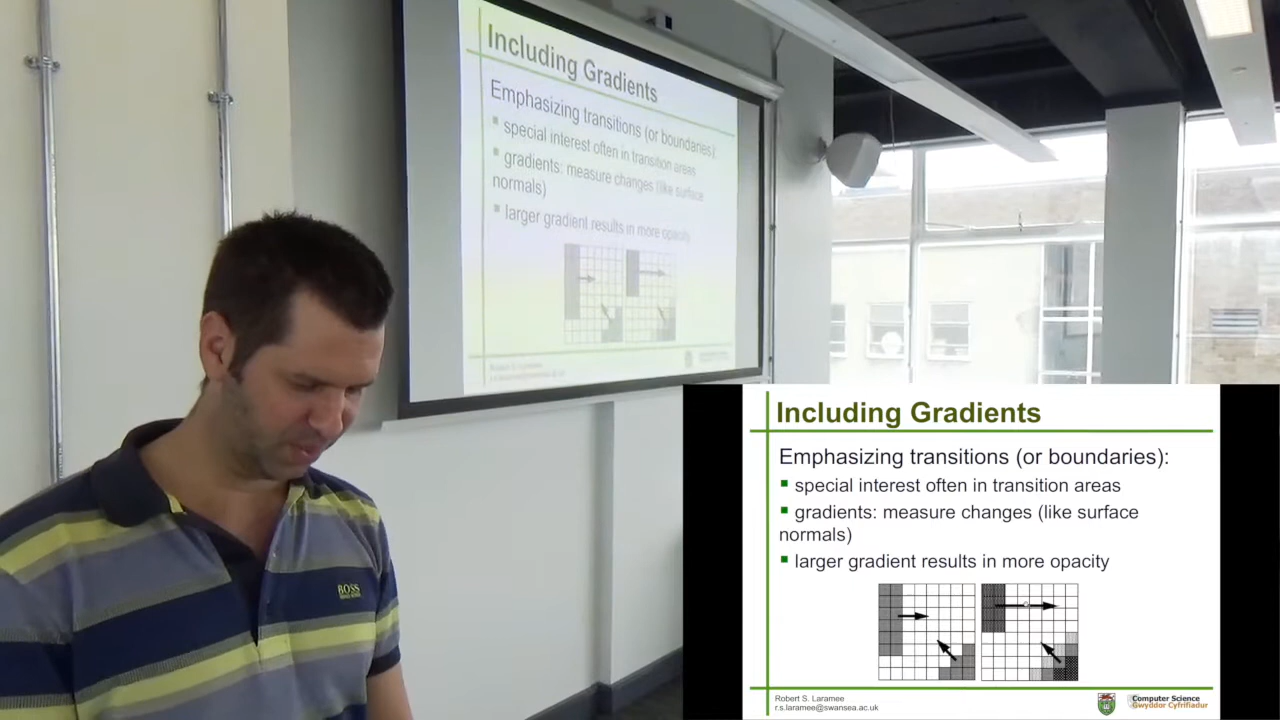 Including Gradients
Emphasizing transitions (or boundaries):
special interest often in transition areas
gradients: measure changes (like surface
normals)
larger gradient results in more opacity
BOSS
Including Gradients
Emphasizing transitions (or boundaries):
▪ special interest often in transition areas
▪ gradients: measure changes (like surface
normals)
▪ larger gradient results in more opacity
Robert S. Laramee
r.s.laramee@swansea.ac.uk
Computer Science
Gwyddor Cyfrifiadur